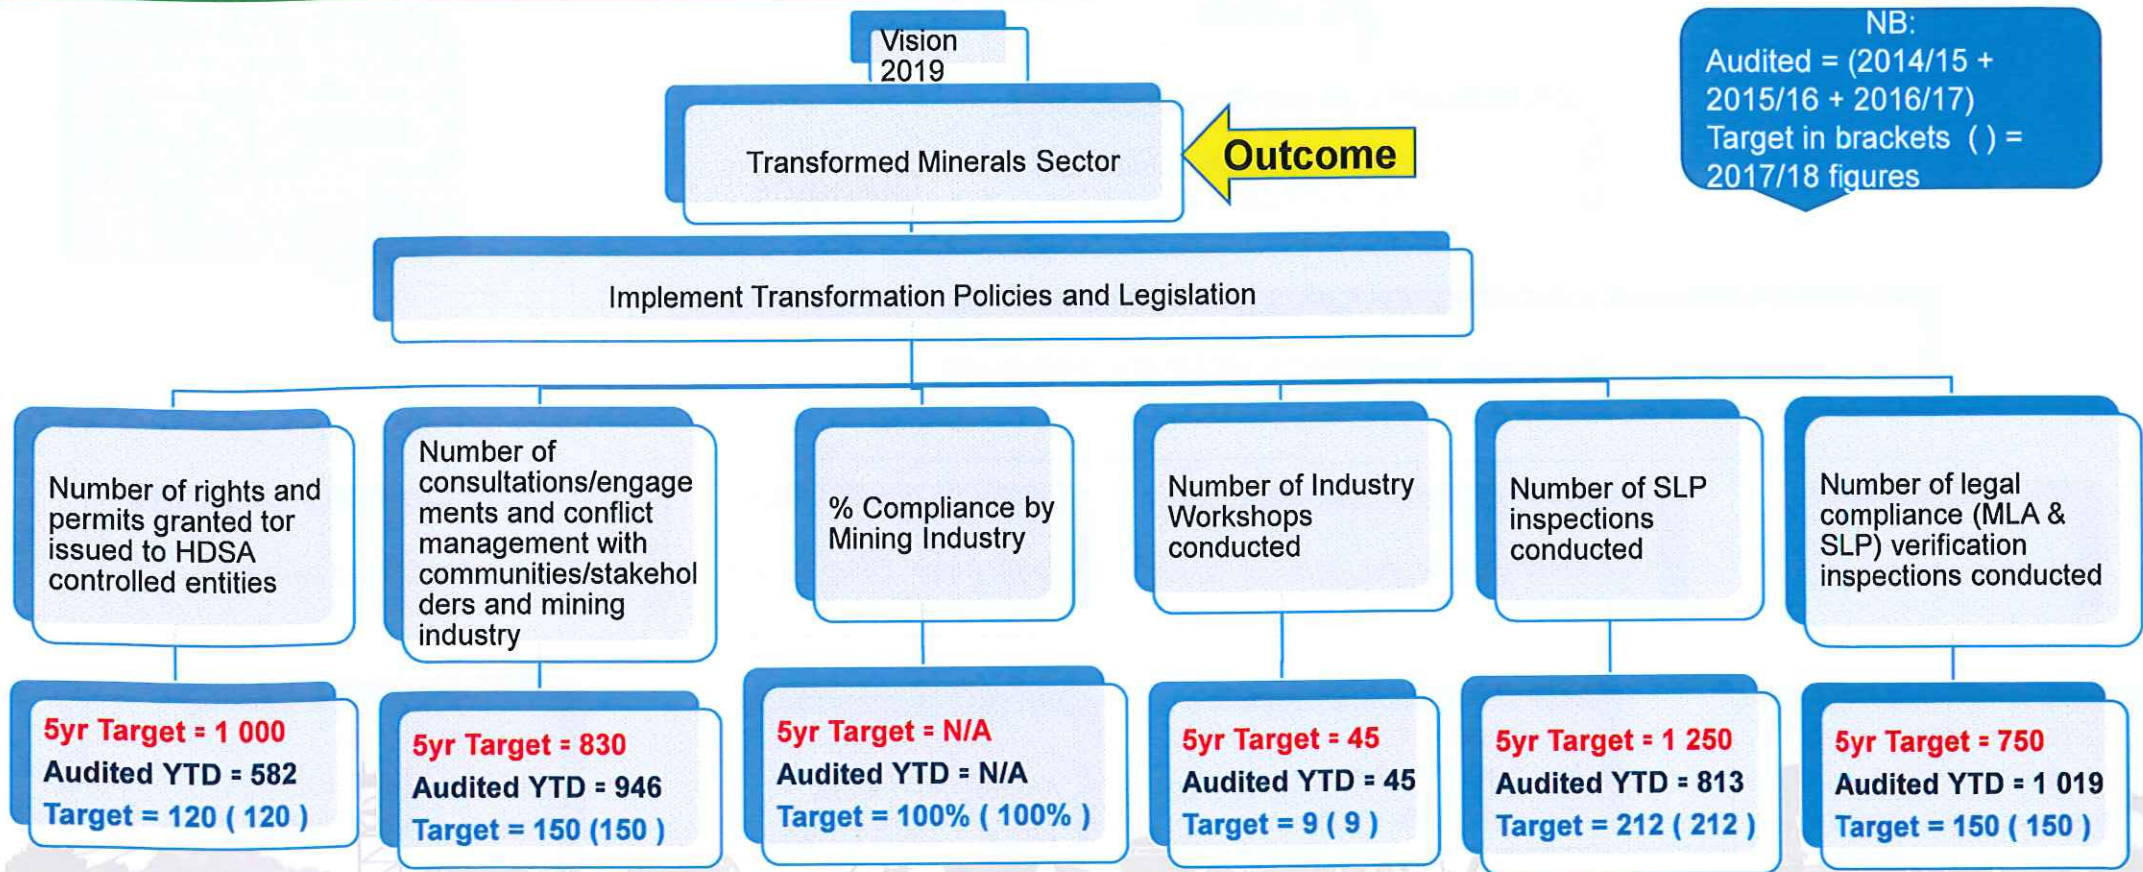 Vision
2019
NB:
Audited = (2014/15 +
2015/16 + 2016/17)
Target in brackets ( ) =
2017/18 figures
Transformed Minerals Sector
Outcome
Implement Transformation Policies and Legislation
Number of rights and
permits granted tor
issued to HDSA
controlled entities
Number of
consultations/engage
ments and conflict
management with
communities/stakehol
ders and mining
industry
% Compliance by
Mining Industry
Number of Industry
Workshops
conducted
Number of SLP
inspections
conducted
Number of legal
compliance (MLA &
SLP) verification
inspections conducted
5yr Target = 1 000
Audited YTD = 582
Target = 120 ( 120 )
5yr Target = 830
Audited YTD = 946
Target = 150 (150 )
5yr Target = N/A
Audited YTD = N/A
Target = 100% ( 100% )
5yr Target = 45
Audited YTD = 45
Target = 9 ( 9 )
5yr Target = 1 250
Audited YTD = 813
Target = 212 ( 212 )
5yr Target = 750
Audited YTD = 1 019
Target = 150 ( 150 )